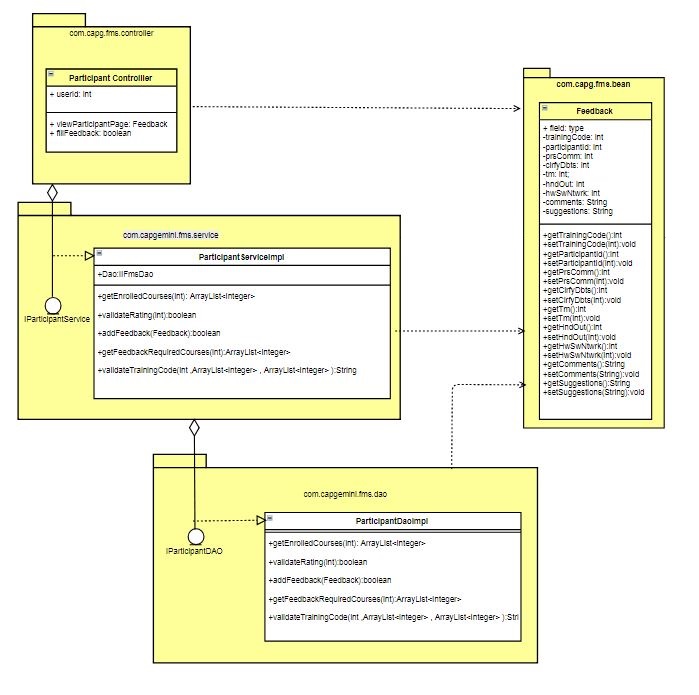 com.capg.fms.controller
Participant Controller
+ userid: int
+ viewParticipantPage: Feedback
+ fillFeedback: boolean
com.capg.fms.bean
Feedback
+ field: type
-trainingCode: int
-participantId: int
-prsComm: int
-clrfyDbts: int
-tm: int;
-hndOut: int
-hwSwNtwrk: int
-comments: String
-suggestions: String
+getTrainingCode():int
+setTrainingCode(int):void
+getParticipantId():int
+setParticipantId(int):void
+getPrsComm():int
+setPrsComm(int):void
+getClrfyDbts():int
+setClrfyDbts(int):void
+getTm():int
+setTm(int):void
+getHndOut():int
+setHndOut(int):void
+getHwSwNtwrk():int
+setHwSwNtwrk(int):void
+getComments():String
+setComments(String):void
+getSuggestions():String
+setSuggestions(String):void
com.capgemini.fms.service
ParticipantServiceImpl
+Dao:IIFmsDao
+getEnrolledCourses(int): ArrayList<Integer>
+validateRating(int):boolean
+addFeedback(Feedback):boolean
+getFeedbackRequiredCourses(int):ArrayList<Integer>
+validateTrainingCode(int ,ArrayList<Integer> , ArrayList<Integer> ):String
IParticipantService
com.capgemini.fms.dao
ParticipantDaoImpl
+getEnrolledCourses(int): ArrayList<Integer>
+validateRating(int):boolean
+addFeedback(Feedback):boolean
+getFeedbackRequiredCourses(int):ArrayList<Integer>
+validateTrainingCode(int ,ArrayList<Integer> , ArrayList<Integer> ):Stri
IParticipantDAO